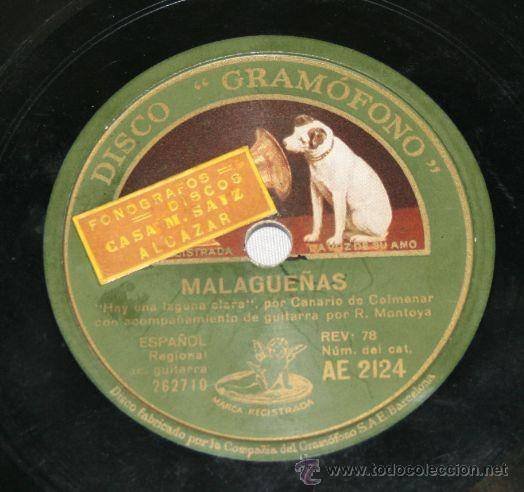 DISCO "GRAMÓFONO"
FONÓGRAFOS
= DISCOS =
CASA M. SAIZ
ALCÁZAR
REGISTRADA
LA VOZ DE SU AMO
MALAGUEÑAS
"Hay una laguna clara", por Canario de Colmenar
con acompañamiento de guitarra por R. Montoya
ESPAÑOL
Regional
ac. guitarra
262710
REV: 78
Núm. del cat.
AE 2124
MARCA REGISTRADA
Disco fabricado por la Compañía del Gramófono S.A.E. Barcelona
© www.todocoleccion.net